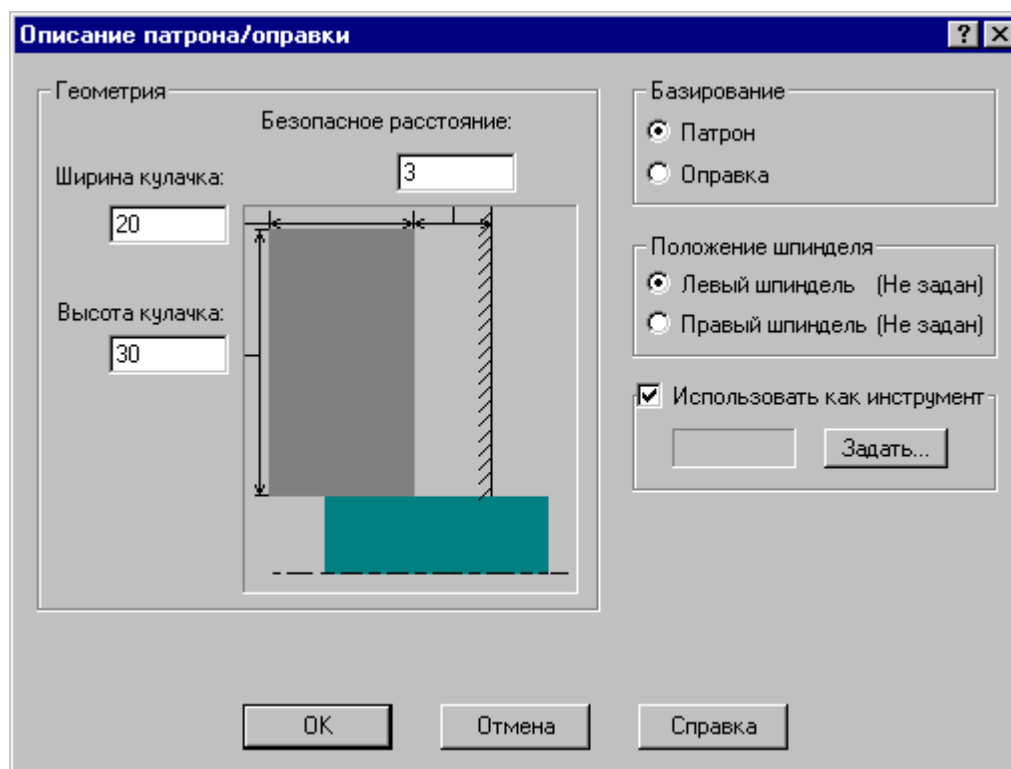 Описание патрона/оправки
Геометрия
Безопасное расстояние:
3
Ширина кулачка:
20
Высота кулачка:
30
Базирование
Патрон
Оправка
Положение шпинделя
Левый шпиндель (Не задан)
Правый шпиндель (Не задан)
Использовать как инструмент
Задать...
OK
Отмена
Справка